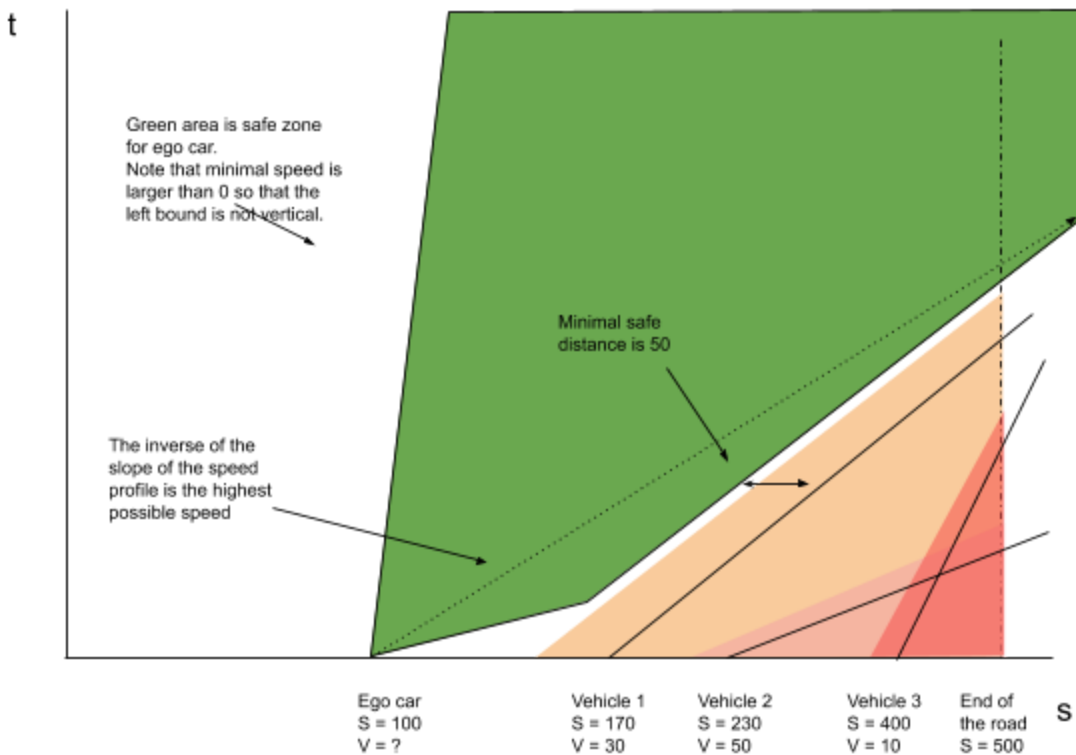 t
Green area is safe zone
for ego car.
Note that minimal speed is
larger than 0 so that the
left bound is not vertical.
Minimal safe
distance is 50
The inverse of the
slope of the speed
profile is the highest
possible speed
Ego car
S = 100
V = ?
Vehicle 1
S = 170
V = 30
Vehicle 2
S = 230
V = 50
Vehicle 3
S = 400
V = 10
End of
the road
S = 500
s